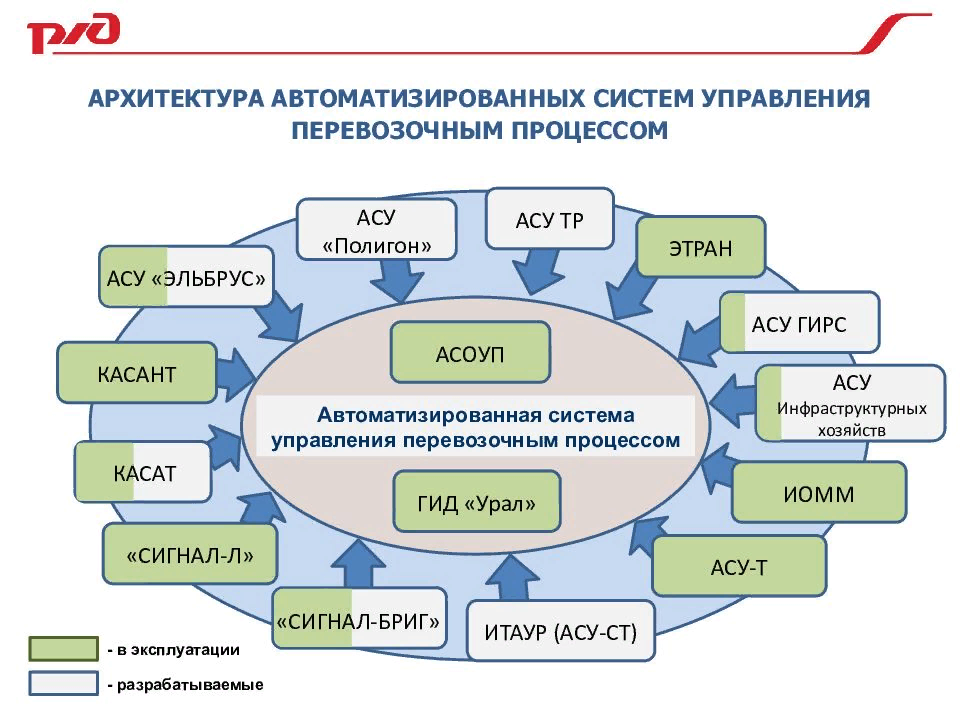 ржд
АРХИТЕКТУРА АВТОМАТИЗИРОВАННЫХ СИСТЕМ УПРАВЛЕНИЯ
ПЕРЕВОЗОЧНЫМ ПРОЦЕССОМ
АСУ
«Полигон»
АСУ ТР
ЭТРАН
АСУ «ЭЛЬБРУС»
АСУ ГИРС
АСОУП
КАСАНТ
АСУ
Инфраструктурных
хозяйств
Автоматизированная система
управления перевозочным процессом
КАСАТ
ИОММ
ГИД «Урал»
«СИГНАЛ-Л»
АСУ-Т
«СИГНАЛ-БРИГ»
ИТАУР (АСУ-СТ)
- в эксплуатации
- разрабатываемые